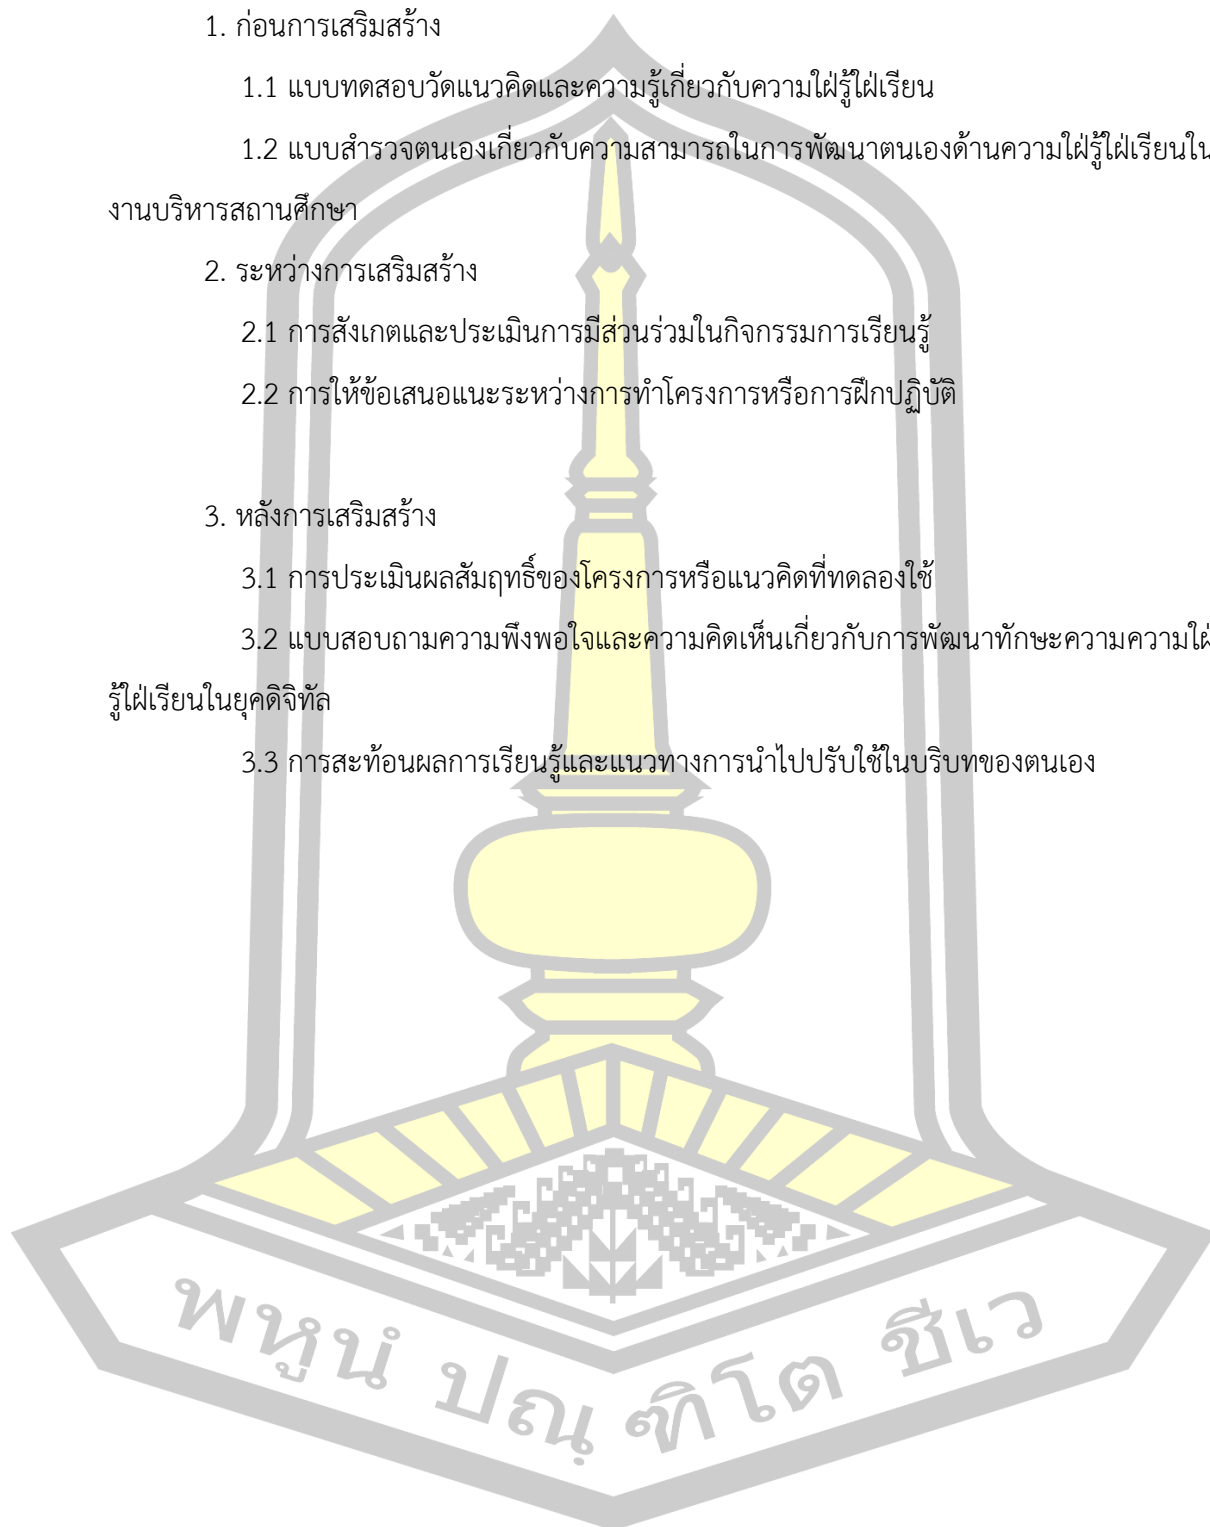 1. ก่อนการเสริมสร้าง
1.1 แบบทดสอบวัดแนวคิดและความรู้เกี่ยวกับความใฝ่รู้ใฝ่เรียน
1.2 แบบสำรวจตนเองเกี่ยวกับความสามารถในการพัฒนาตนเองด้านความใฝ่รู้ใฝ่เรียนใน
งานบริหารสถานศึกษา
2. ระหว่างการเสริมสร้าง
2.1 การสังเกตและประเมินการมีส่วนร่วมในกิจกรรมการเรียนรู้
2.2 การให้ข้อเสนอแนะระหว่างการทำโครงการหรือการฝึกปฏิบัติ
3. หลังการเสริมสร้าง
3.1 การประเมินผลสัมฤทธิ์ของโครงการหรือแนวคิดที่ทดลองใช้
3.2 แบบสอบถามความพึงพอใจและความคิดเห็นเกี่ยวกับการพัฒนาทักษะความความใฝ่
รู้ใฝ่เรียนในยุคดิจิทัล
3.3 การสะท้อนผลการเรียนรู้และแนวทางการนำไปปรับใช้ในบริบทของตนเอง
พหูนํ ปณฺ ฑิโต ชีเว